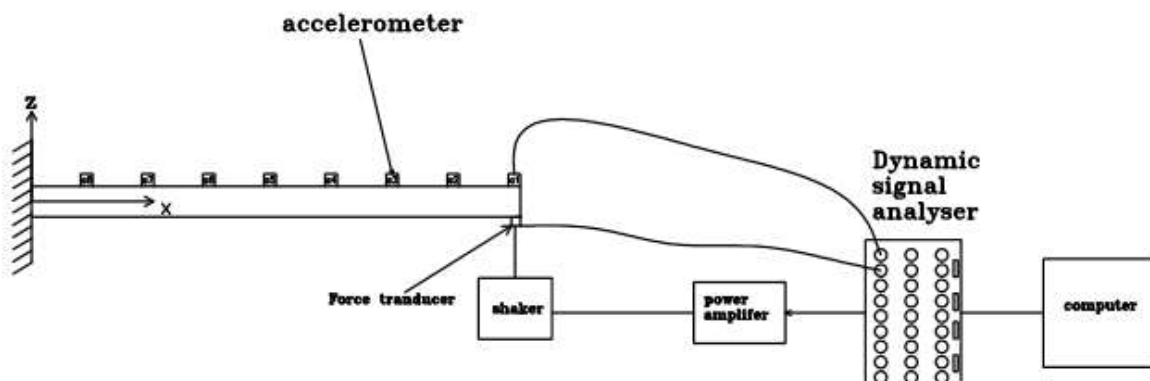 accelerometer
Z
X
Dynamic
signal
analyser
Force tranducer
shaker
power
amplifer
computer